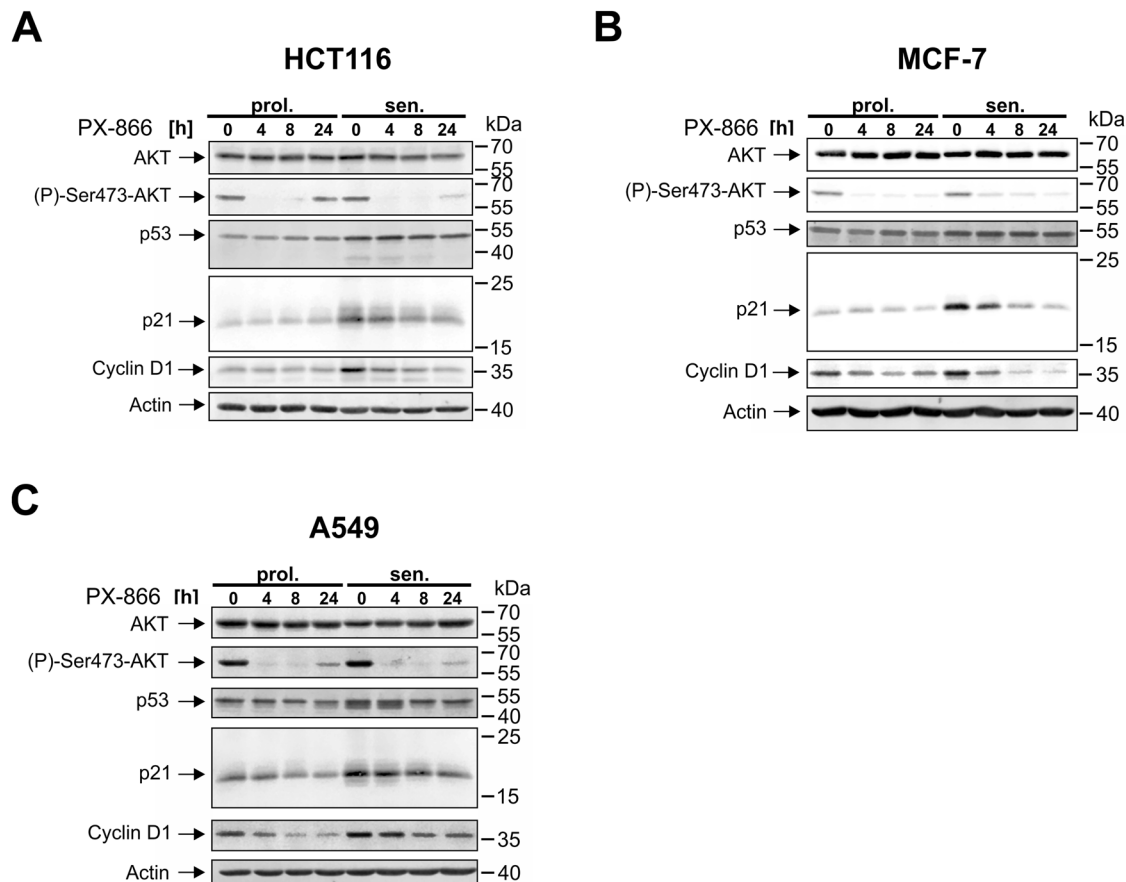 A
HCT116
prol. sen.
PX-866 [h] 0 4 8 24 0 4 8 24 kDa
AKT 70
55
(P)-Ser473-AKT 70
55
p53 55
40
25
p21
15
Cyclin D1 35
Actin 40
B
MCF-7
prol. sen.
PX-866 [h] 0 4 8 24 0 4 8 24 kDa
AKT 70
55
(P)-Ser473-AKT 70
55
p53 55
25
p21
15
Cyclin D1 35
Actin 40
C
A549
prol. sen.
PX-866 [h] 0 4 8 24 0 4 8 24 kDa
AKT 70
55
(P)-Ser473-AKT 70
55
p53 55
40
25
p21
15
Cyclin D1 35
Actin 40